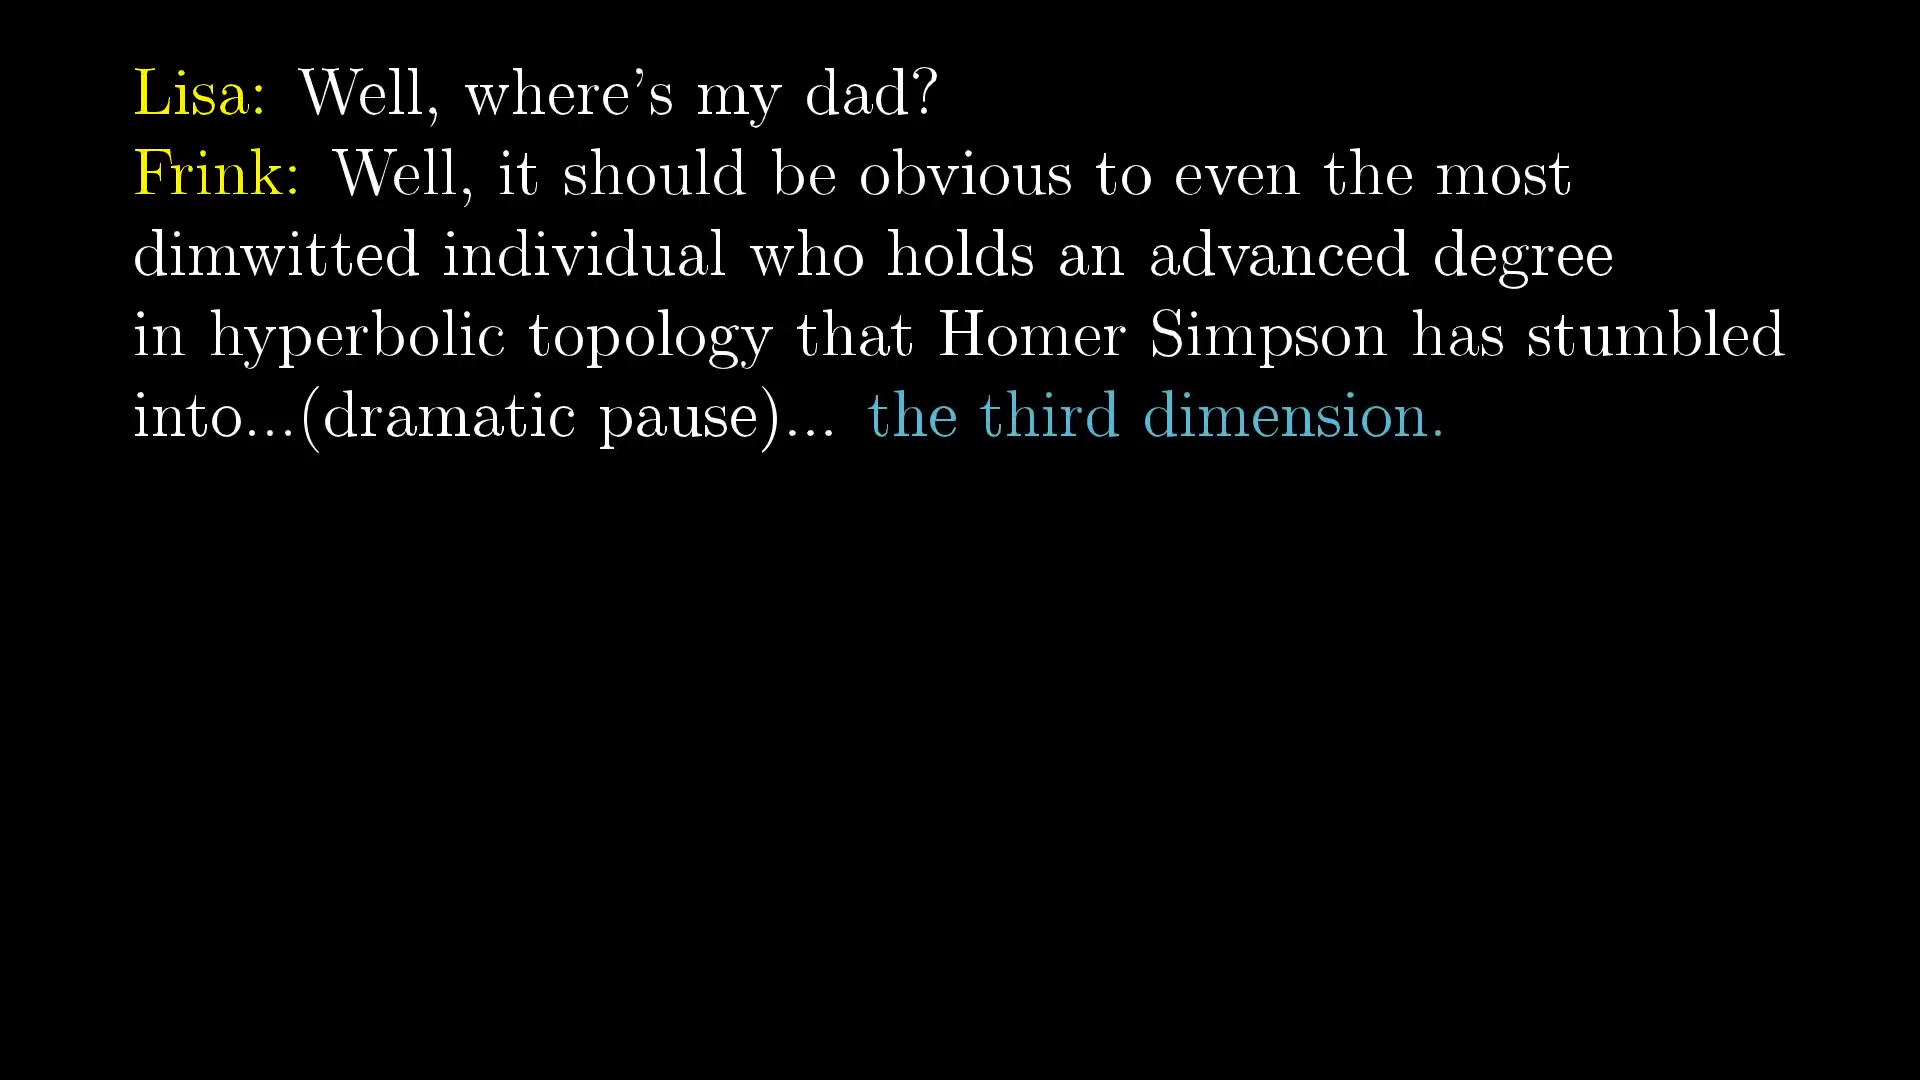 Lisa: Well, where's my dad?
Frink: Well, it should be obvious to even the most
dimwitted individual who holds an advanced degree
in hyperbolic topology that Homer Simpson has stumbled
into...(dramatic pause)... the third dimension.